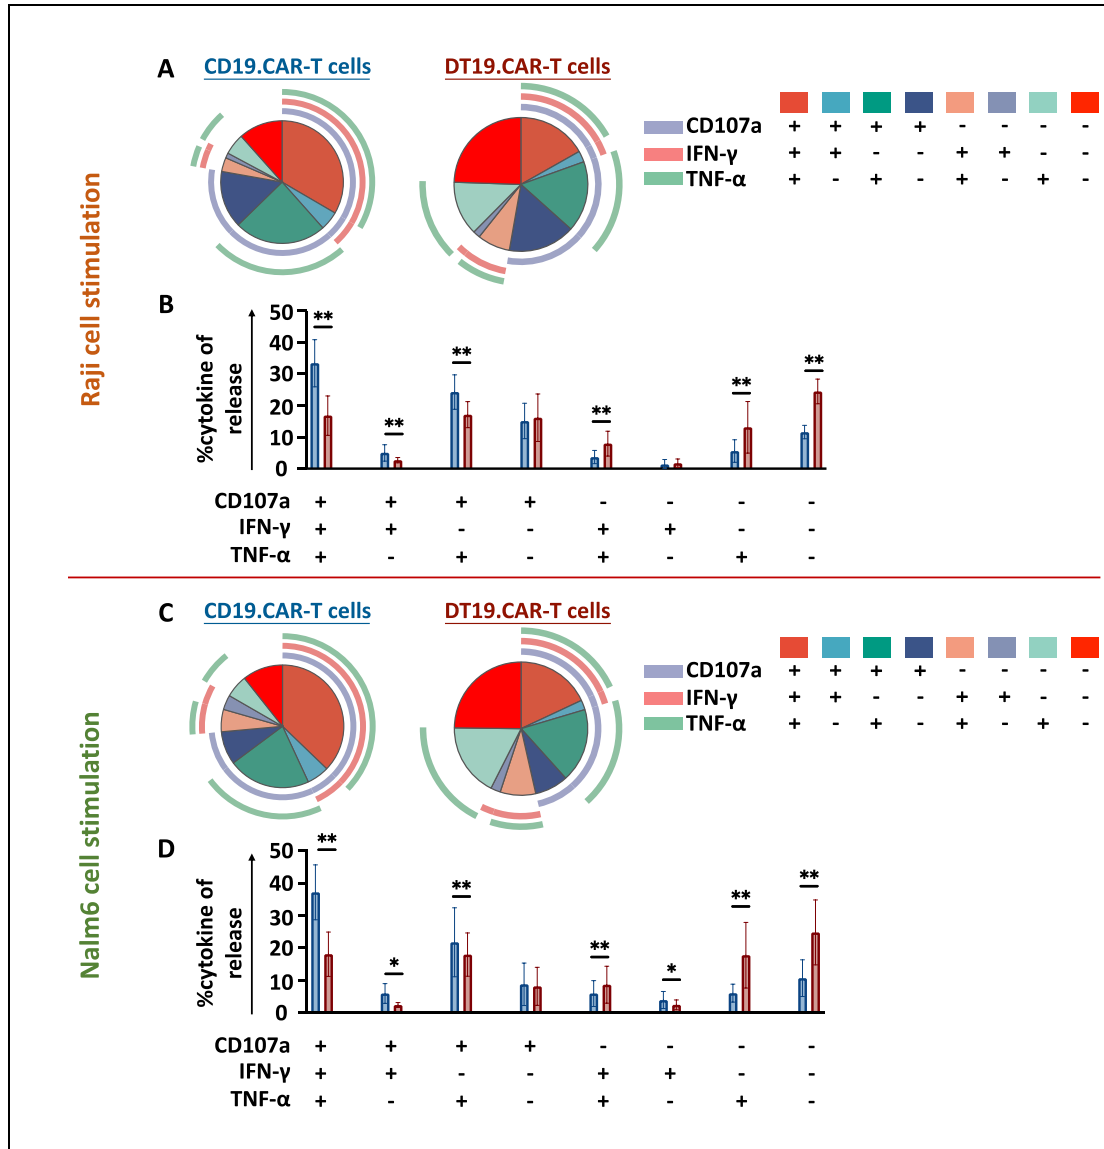 Raji cell stimulation
A
CD19.CAR-T cells
DT19.CAR-T cells
CD107a + + + + - - - -
IFN-γ + + - - + + - -
TNF-α + - + - + - + -
B
%cytokine of
release
50
40
30
20
10
0
** ** ** ** ** **
CD107a + + + + - - - -
IFN-γ + + - - + + - -
TNF-α + - + - + - + -
Nalm6 cell stimulation
C
CD19.CAR-T cells
DT19.CAR-T cells
CD107a + + + + - - - -
IFN-γ + + - - + + - -
TNF-α + - + - + - + -
D
%cytokine of
release
50
40
30
20
10
0
** * ** ** * ** **
CD107a + + + + - - - -
IFN-γ + + - - + + - -
TNF-α + - + - + - + -